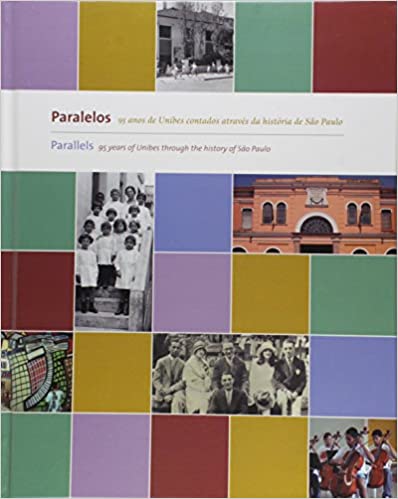 Paralelos 95 anos de Unibes contados através da história de São Paulo
Parallels 95 years of Unibes through the history of São Paulo